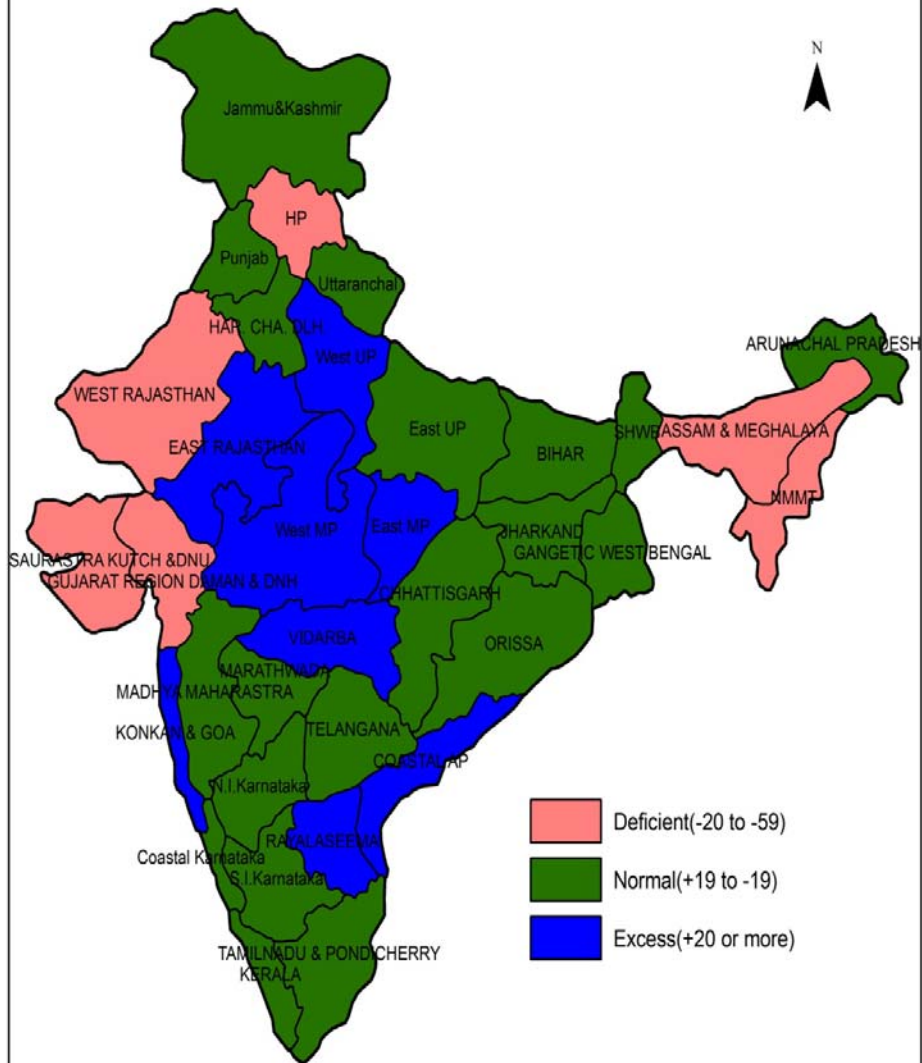 N
Jammu&Kashmir
HP
Punjab
Uttaranchal
HAR. CHA. DLH.
West UP
ARUNACHAL PRADESH
WEST RAJASTHAN
East UP
SHWB
ASSAM & MEGHALAYA
EAST RAJASTHAN
BIHAR
NMMT
West MP
East MP
JHARKAND
GANGETIC WEST BENGAL
SAURASTRA KUTCH &DNU
GUJARAT REGION DAMAN & DNH
CHHATTISGARH
VIDARBA
ORISSA
MARATHWADA
MADHYA MAHARASTRA
KONKAN & GOA
TELANGANA
COASTAL AP
N.I.Karnataka
Deficient(-20 to -59)
RAYALASEEMA
Coastal Karnataka
S.I.Karnataka
Normal(+19 to -19)
Excess(+20 or more)
TAMILNADU & PONDICHERRY
KERALA